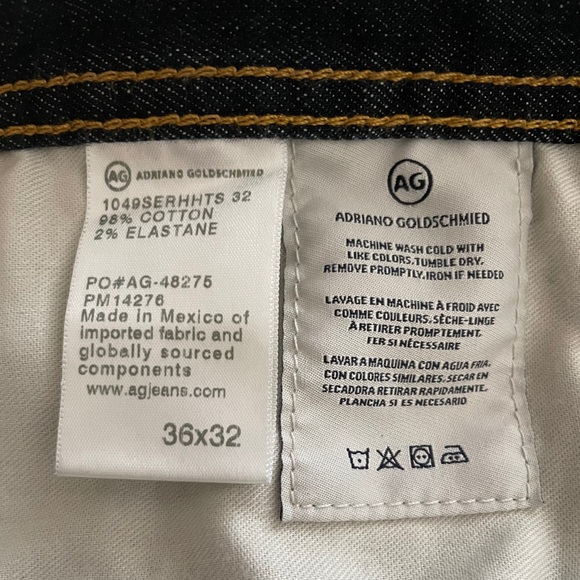 AG ADRIANO GOLDSCHMIED
1049SERHHTS 32
98% COTTON
2% ELASTANE
PO#AG-48275
PM14276
Made in Mexico of
imported fabric and
globally sourced
components
www.agjeans.com
36x32
AG
ADRIANO GOLDSCHMIED
MACHINE WASH COLD WITH
LIKE COLORS.TUMBLE DRY.
REMOVE PROMPTLY.IRON IF NEEDED
LAVAGE EN MACHINE À FROID AVEC
COMME COULEURS. SÈCHE-LINGE
À RETIRER PROMPTEMENT.
FER SI NÉCESSAIRE
LAVAR A MAQUINA CON AGUA FRIA.
CON COLORES SIMILARES. SECAR EN
SECADORA RETIRAR RAPIDAMENTE.
PLANCHA SI ES NECESARIO